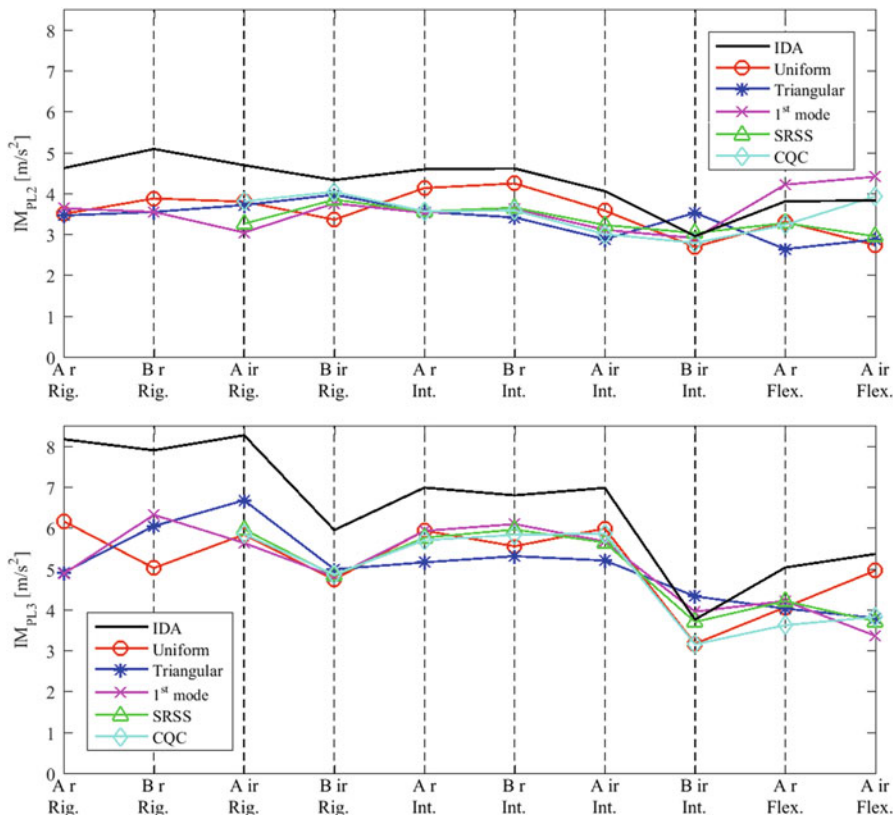 8
7
6
5
4
3
2
1
0
IM_PL2 [m/s²]
IDA
Uniform
Triangular
1st mode
SRSS
CQC
A r B r A ir B ir A r B r A ir B ir A r A ir
Rig. Rig. Rig. Rig. Int. Int. Int. Int. Flex. Flex.
8
7
6
5
4
3
2
1
0
IM_PL3 [m/s²]
IDA
Uniform
Triangular
1st mode
SRSS
CQC
A r B r A ir B ir A r B r A ir B ir A r A ir
Rig. Rig. Rig. Rig. Int. Int. Int. Int. Flex. Flex.